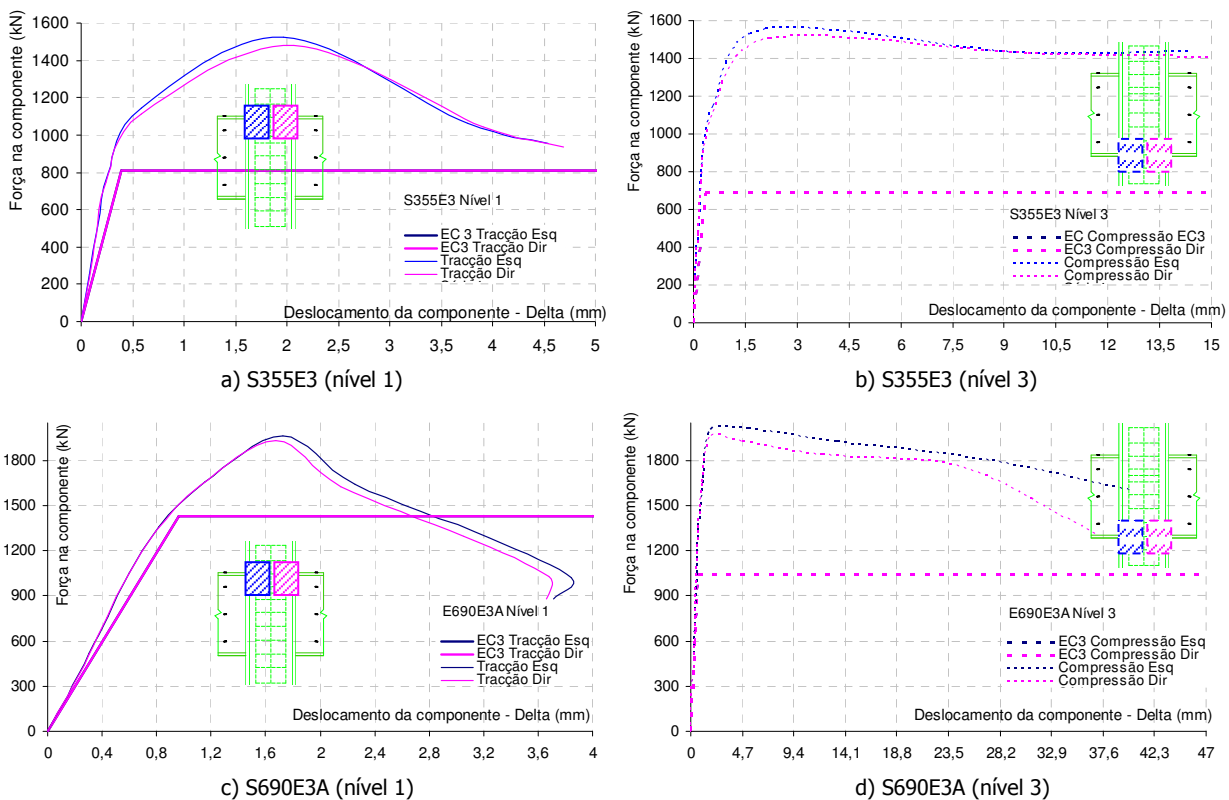 Força na componente (kN)
1600
1400
1200
1000
800
600
400
200
0
S355E3 Nível 1
EC 3 Tracção Esq
EC3 Tracção Dir
Tracção Esq
Tracção Dir
Deslocamento da componente - Delta (mm)
0 0,5 1 1,5 2 2,5 3 3,5 4 4,5 5
a) S355E3 (nível 1)
Força na componente (kN)
1600
1400
1200
1000
800
600
400
200
0
S355E3 Nível 3
EC Compressão EC3
EC3 Compressão Dir
Compressão Esq
Compressão Dir
Deslocamento da componente - Delta (mm)
0 1,5 3 4,5 6 7,5 9 10,5 12 13,5 15
b) S355E3 (nível 3)
Força na componente (kN)
1800
1500
1200
900
600
300
0
E690E3A Nível 1
EC3 Tracção Esq
EC3 Tracção Dir
Tracção Esq
Tracção Dir
Deslocamento da componente - Delta (mm)
0 0,4 0,8 1,2 1,6 2 2,4 2,8 3,2 3,6 4
c) S690E3A (nível 1)
Força na componente (kN)
1800
1500
1200
900
600
300
0
E690E3A Nível 3
EC3 Compressão Esq
EC3 Compressão Dir
Compressão Esq
Compressão Dir
Deslocamento da componente - Delta (mm)
0 4,7 9,4 14,1 18,8 23,5 28,2 32,9 37,6 42,3 47
d) S690E3A (nível 3)